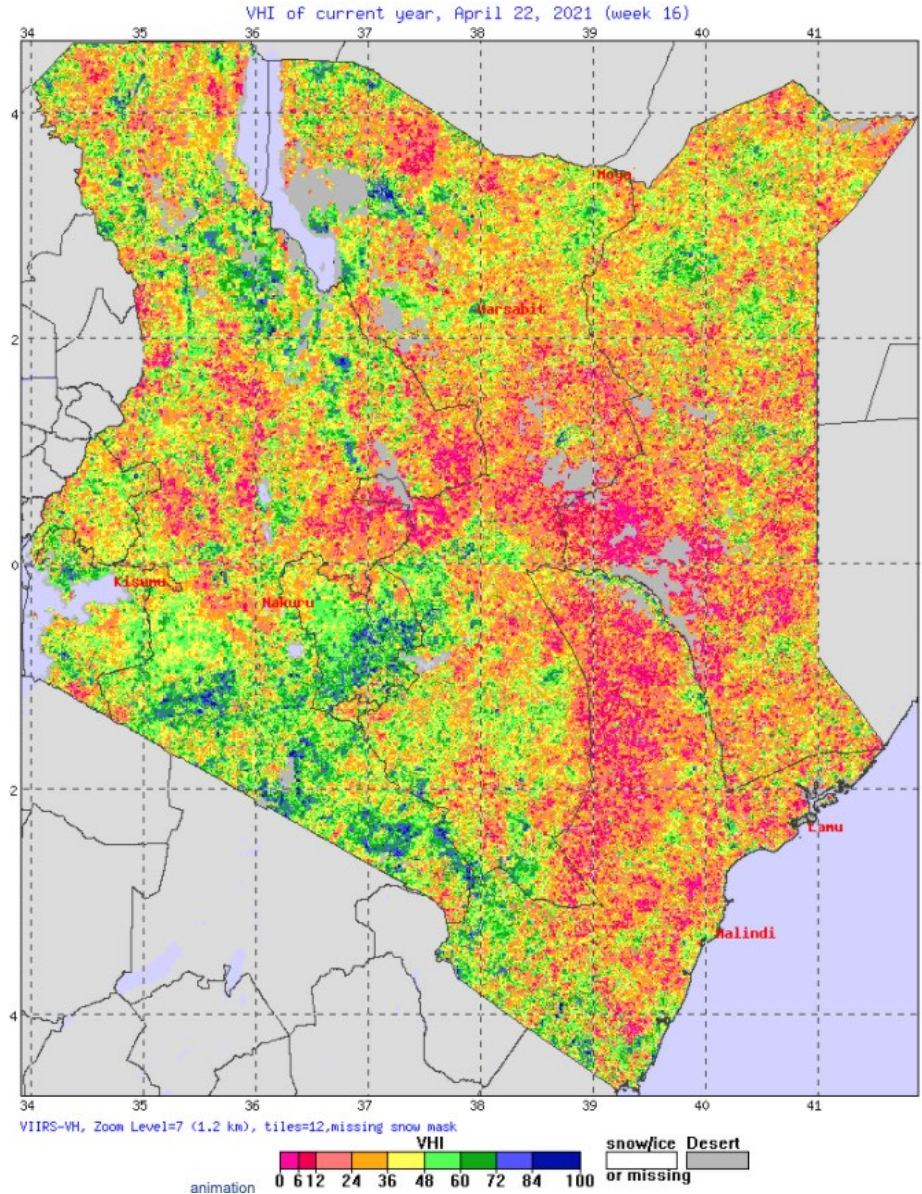 VHI of current year, April 22, 2021 (week 16)
34 35 36 37 38 39 40 41
4
Moya
Marsabit
2
0
Kisumu
Nakuru
2
Lamu
Malindi
4
34 35 36 37 38 39 40 41
VIIRS-VH, Zoom Level=7 (1.2 km), tiles=12,missing snow mask
VHI
snow/ice Desert
or missing
0 6 12 24 36 48 60 72 84 100
animation